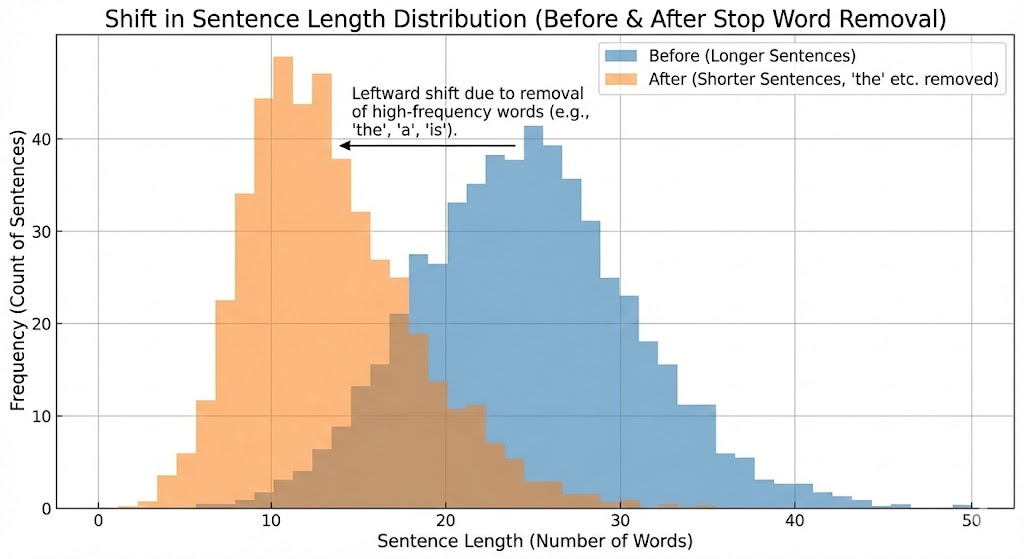 Shift in Sentence Length Distribution (Before & After Stop Word Removal)
Before (Longer Sentences)
After (Shorter Sentences, 'the' etc. removed)
Leftward shift due to removal
of high-frequency words (e.g.,
'the', 'a', 'is').
Frequency (Count of Sentences)
40
30
20
10
0
0
10
20
30
40
50
Sentence Length (Number of Words)